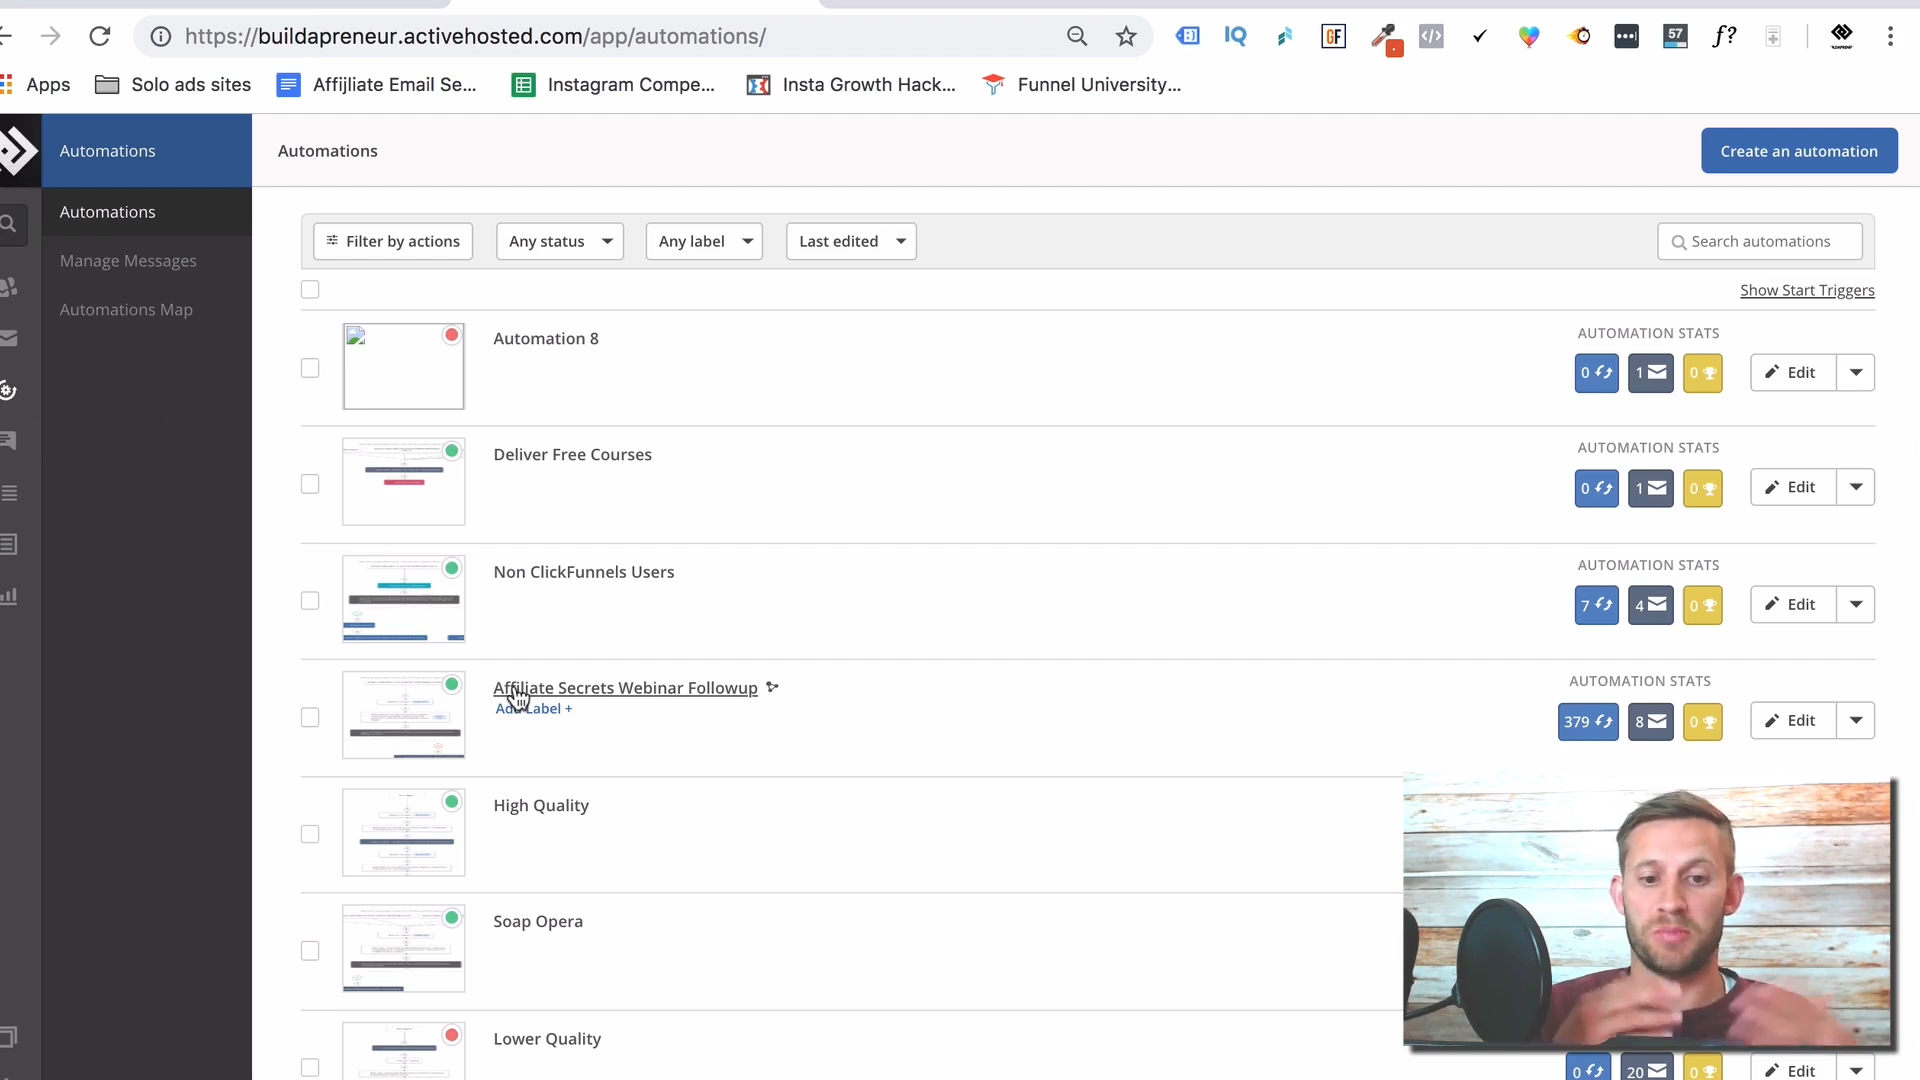 https://buildapreneur.activehosted.com/app/automations/
IQ
GF
57
f?
Apps
Solo ads sites
Affijliate Email Se...
Instagram Compe...
Insta Growth Hack...
Funnel University...
Automations
Automations
Create an automation
Automations
Manage Messages
Automations Map
Filter by actions
Any status
Any label
Last edited
Search automations
Show Start Triggers
Automation 8
AUTOMATION STATS
0 1 0
Edit
Deliver Free Courses
AUTOMATION STATS
0 1 0
Edit
Non ClickFunnels Users
AUTOMATION STATS
7 4 0
Edit
Affiliate Secrets Webinar Followup
Add Label +
AUTOMATION STATS
379 8 0
Edit
High Quality
Soap Opera
Lower Quality
0 20 0
Edit